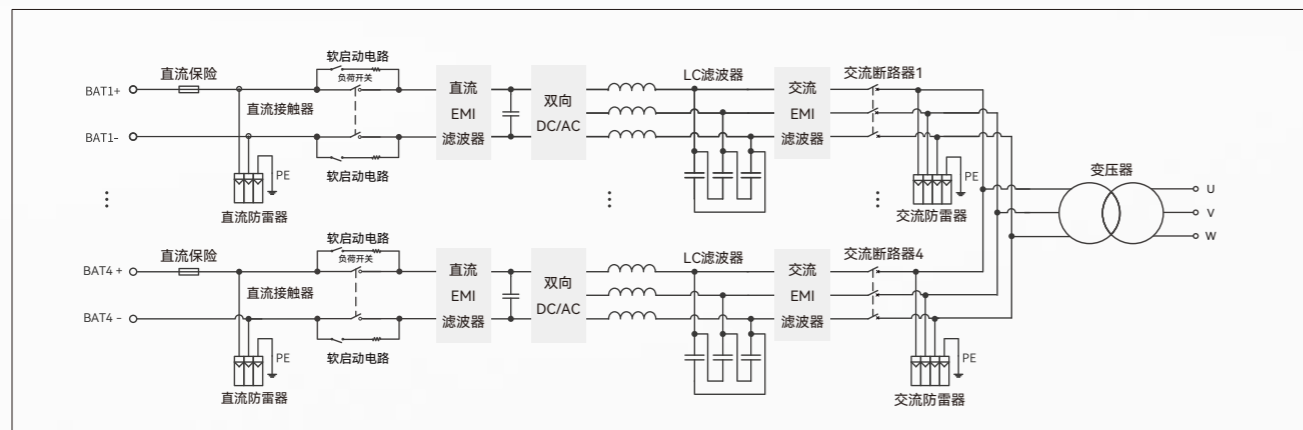 软启动电路
直流保险
负荷开关
BAT1+
直流接触器
直流
EMI
滤波器
双向
DC/AC
LC滤波器
交流
EMI
滤波器
交流断路器1
BAT1-
PE
软启动电路
直流防雷器
PE
交流防雷器
变压器
U
V
W
软启动电路
直流保险
负荷开关
BAT4 +
直流接触器
直流
EMI
滤波器
双向
DC/AC
LC滤波器
交流
EMI
滤波器
交流断路器4
BAT4 -
PE
软启动电路
直流防雷器
PE
交流防雷器